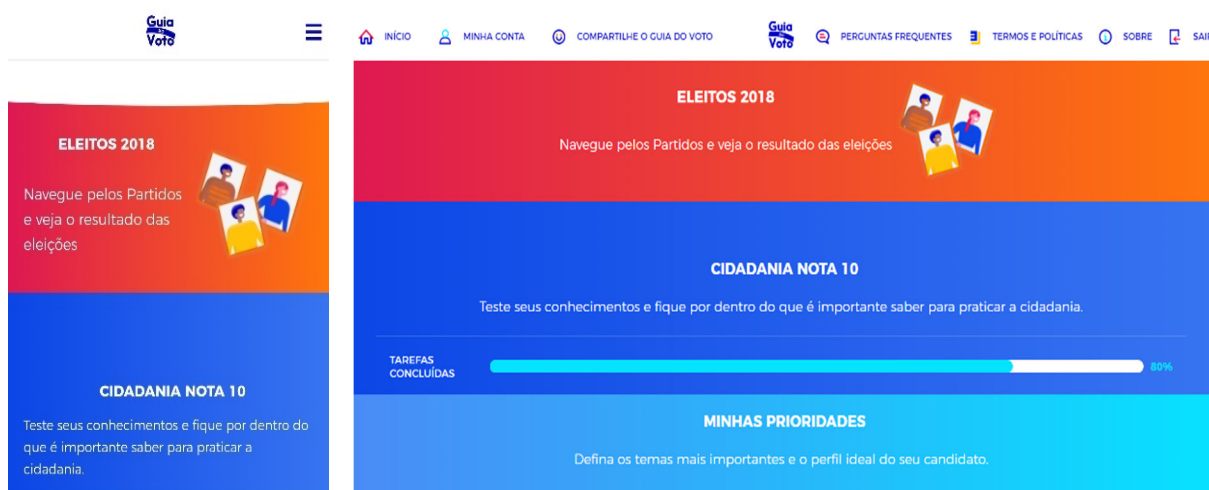 Guia
do
Voto
ELEITOS 2018
Navegue pelos Partidos
e veja o resultado das
eleições
CIDADANIA NOTA 10
Teste seus conhecimentos e fique por dentro do
que é importante saber para praticar a
cidadania.
INÍCIO
MINHA CONTA
COMPARTILHE O GUIA DO VOTO
Guia
do
Voto
PERGUNTAS FREQUENTES
TERMOS E POLÍTICAS
SOBRE
SAIR
ELEITOS 2018
Navegue pelos Partidos e veja o resultado das eleições
CIDADANIA NOTA 10
Teste seus conhecimentos e fique por dentro do que é importante saber para praticar a cidadania.
TAREFAS
CONCLUÍDAS
80%
MINHAS PRIORIDADES
Defina os temas mais importantes e o perfil ideal do seu candidato.